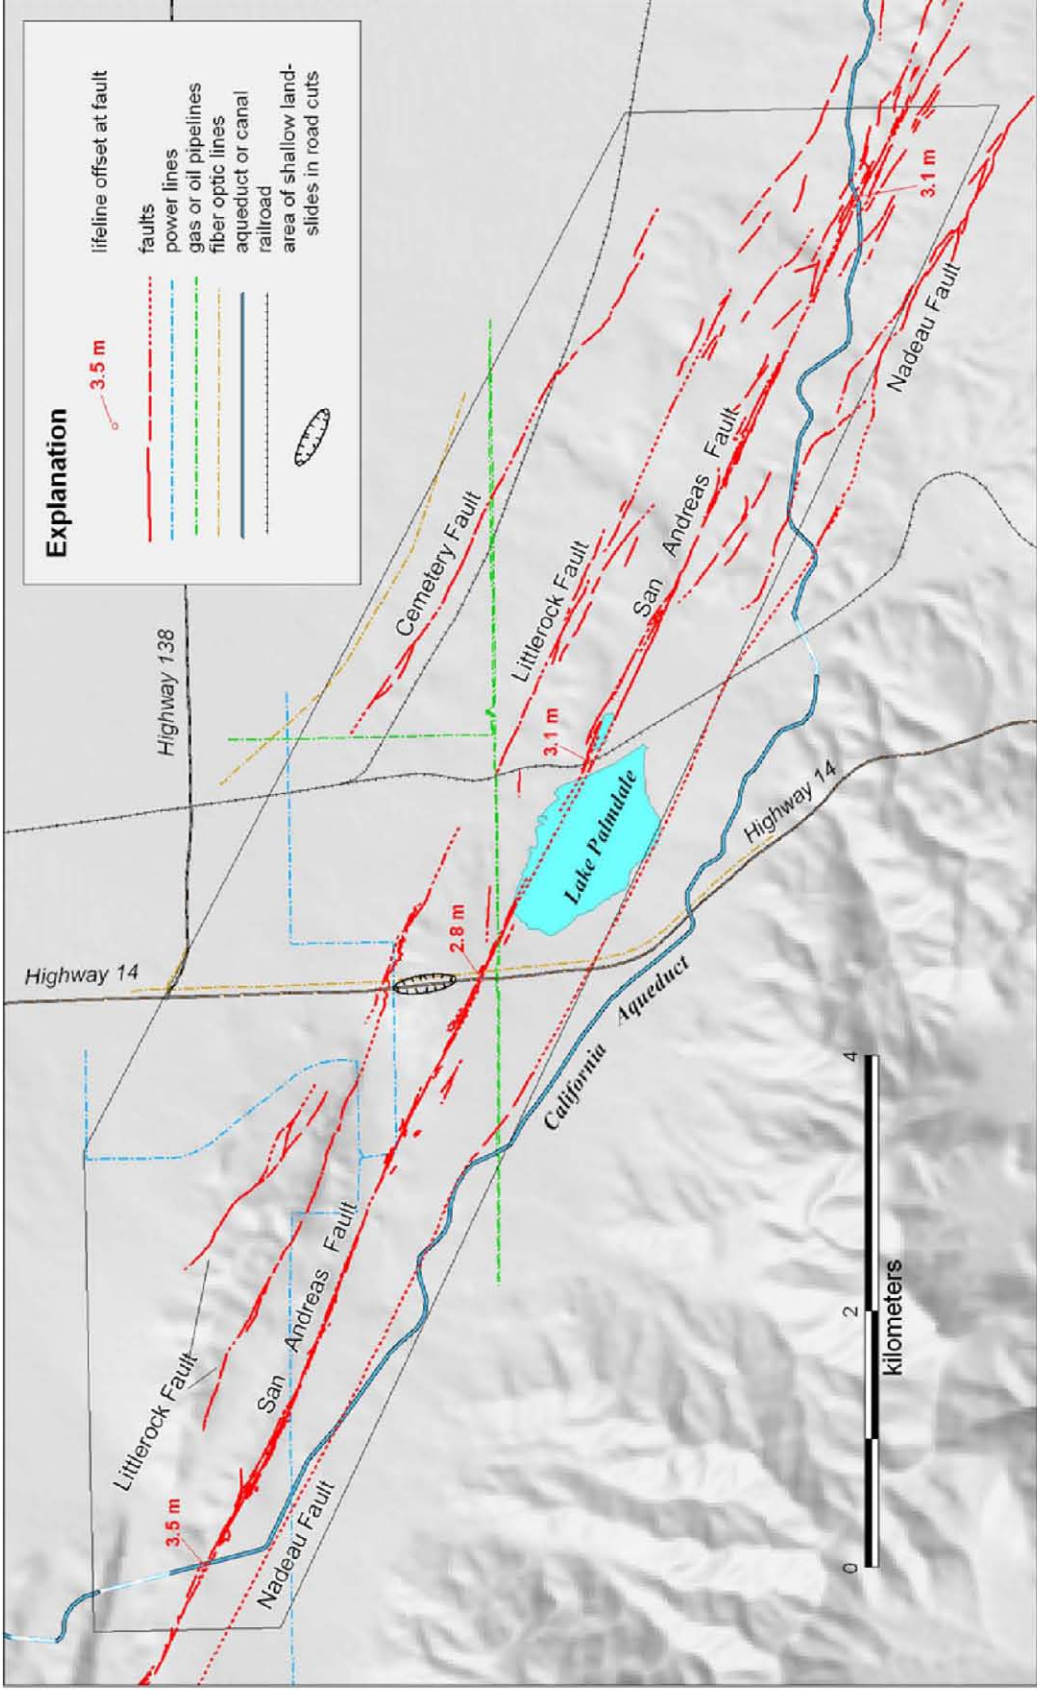 Explanation
3.5 m
lifeline offset at fault
faults
power lines
gas or oil pipelines
fiber optic lines
aqueduct or canal
railroad
area of shallow land-
slides in road cuts
Highway 138
Highway 14
Cemetery Fault
Littlerock Fault
San Andreas Fault
Nadeau Fault
3.1 m
3.1 m
2.8 m
Lake Palmdale
Highway 14
California Aqueduct
Littlerock Fault
San Andreas Fault
3.5 m
Nadeau Fault
0 2 4
kilometers